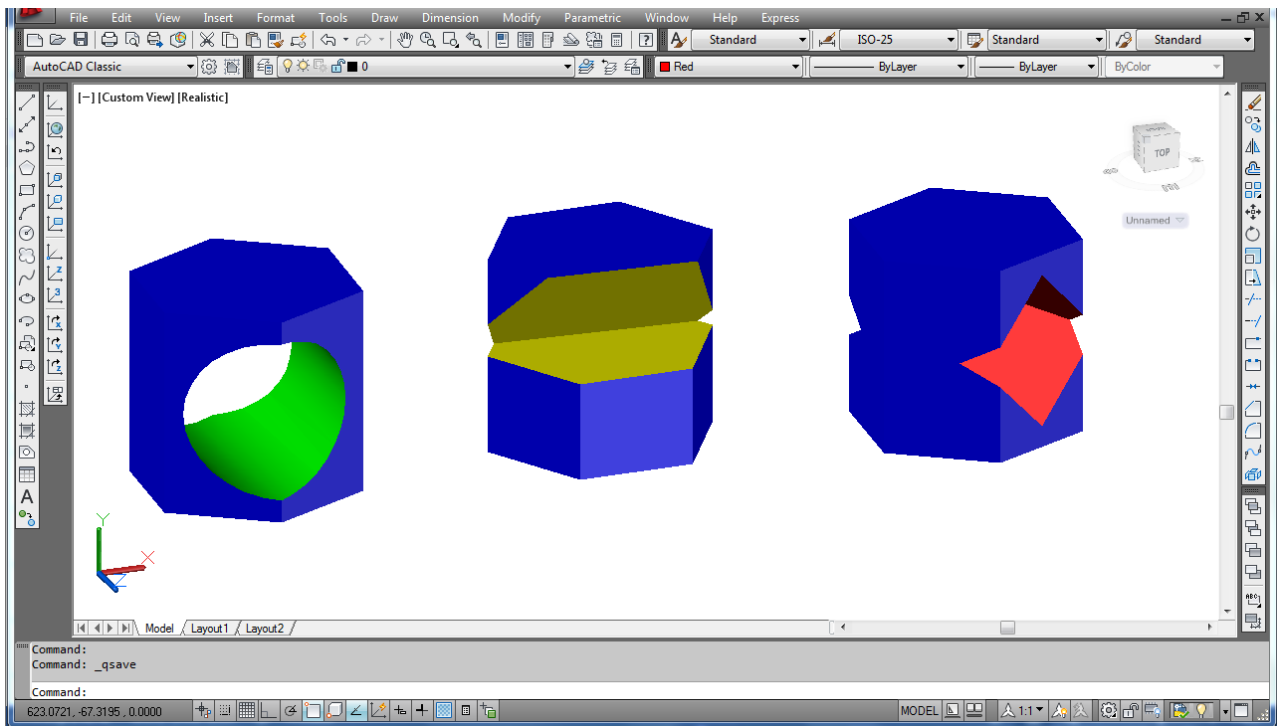 File Edit View Insert Format Tools Draw Dimension Modify Parametric Window Help Express
Standard ISO-25 Standard Standard
AutoCAD Classic 0 Red ByLayer ByLayer ByColor
[−] [Custom View] [Realistic]
TOP
Unnamed
Y
X
Z
Model Layout1 Layout2
Command:
Command: _qsave
Command:
623.0721, -67.3195 , 0.0000 MODEL 1:1